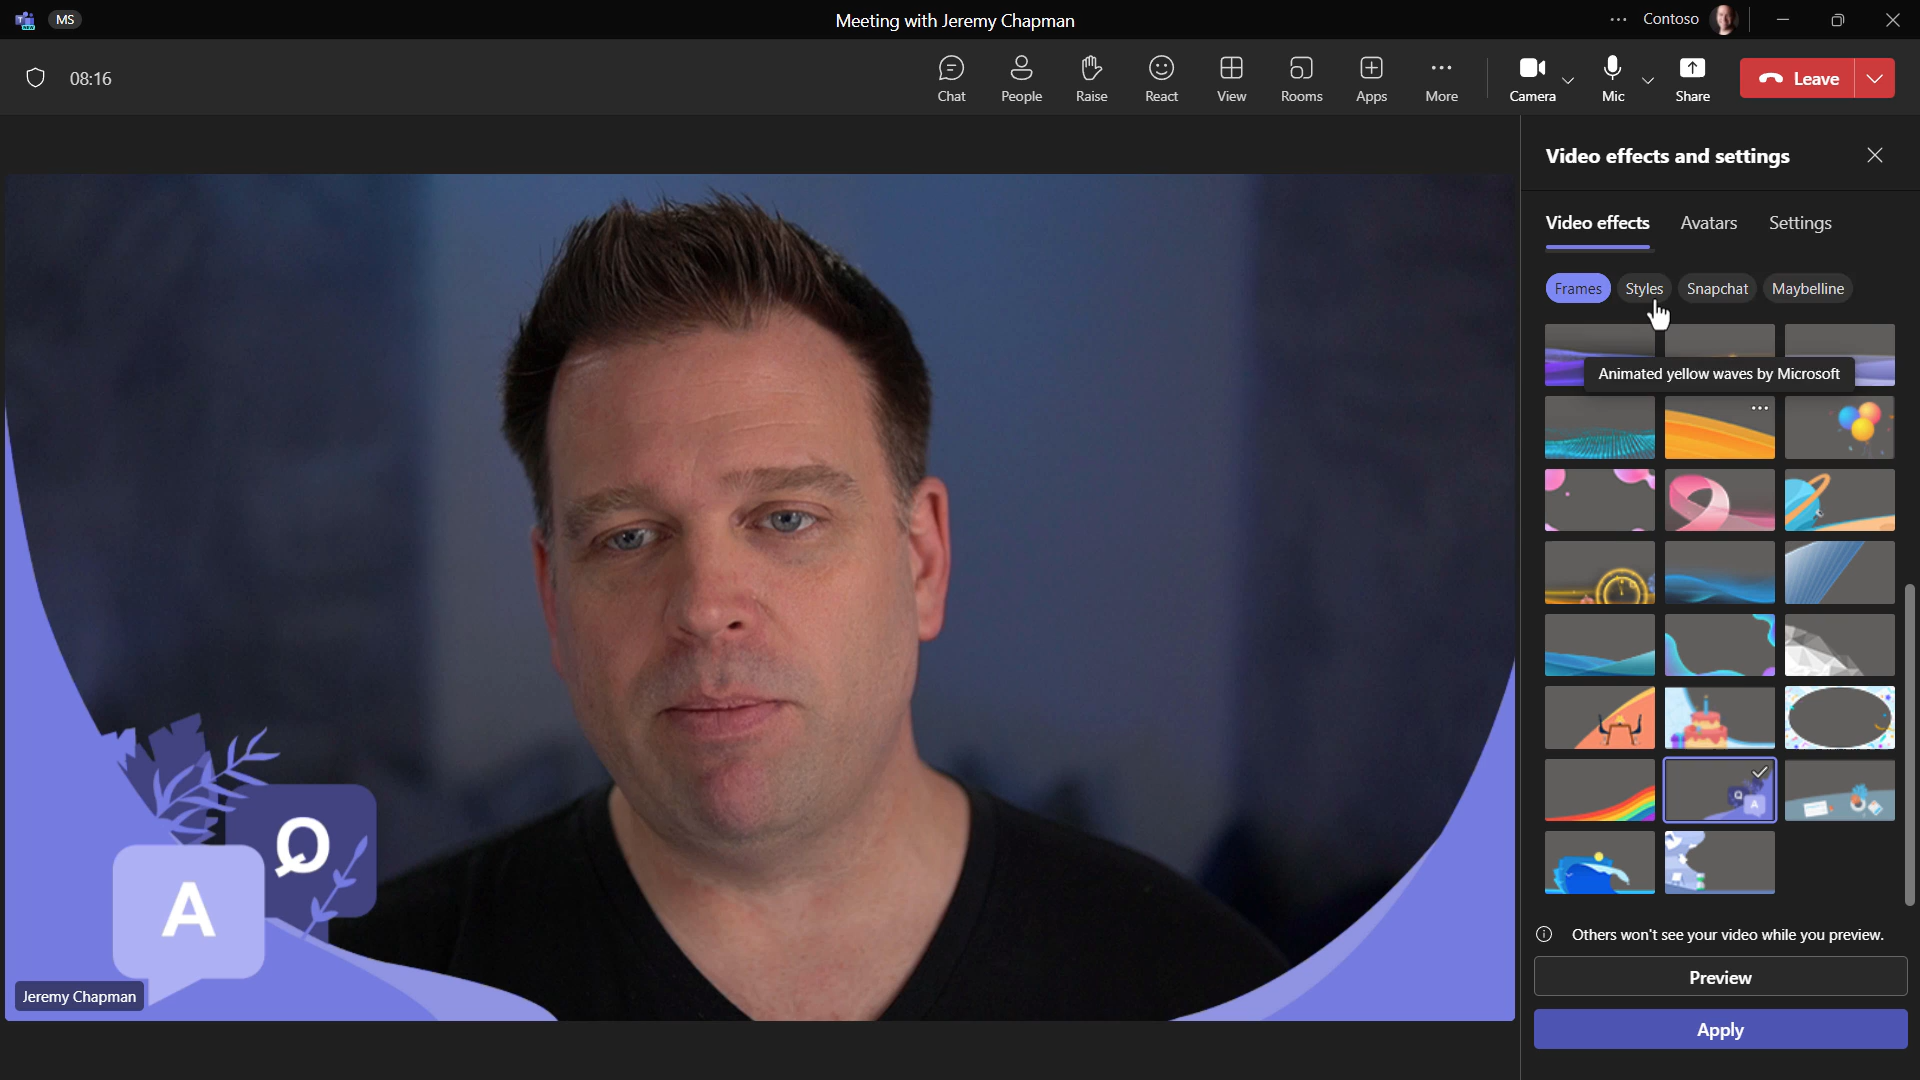 MS
Meeting with Jeremy Chapman
Contoso
08:16
Chat
People
Raise
React
View
Rooms
Apps
More
Camera
Mic
Share
Leave
Video effects and settings
Video effects
Avatars
Settings
Frames
Styles
Snapchat
Maybelline
Animated yellow waves by Microsoft
Q
A
Q
A
Jeremy Chapman
Others won't see your video while you preview.
Preview
Apply